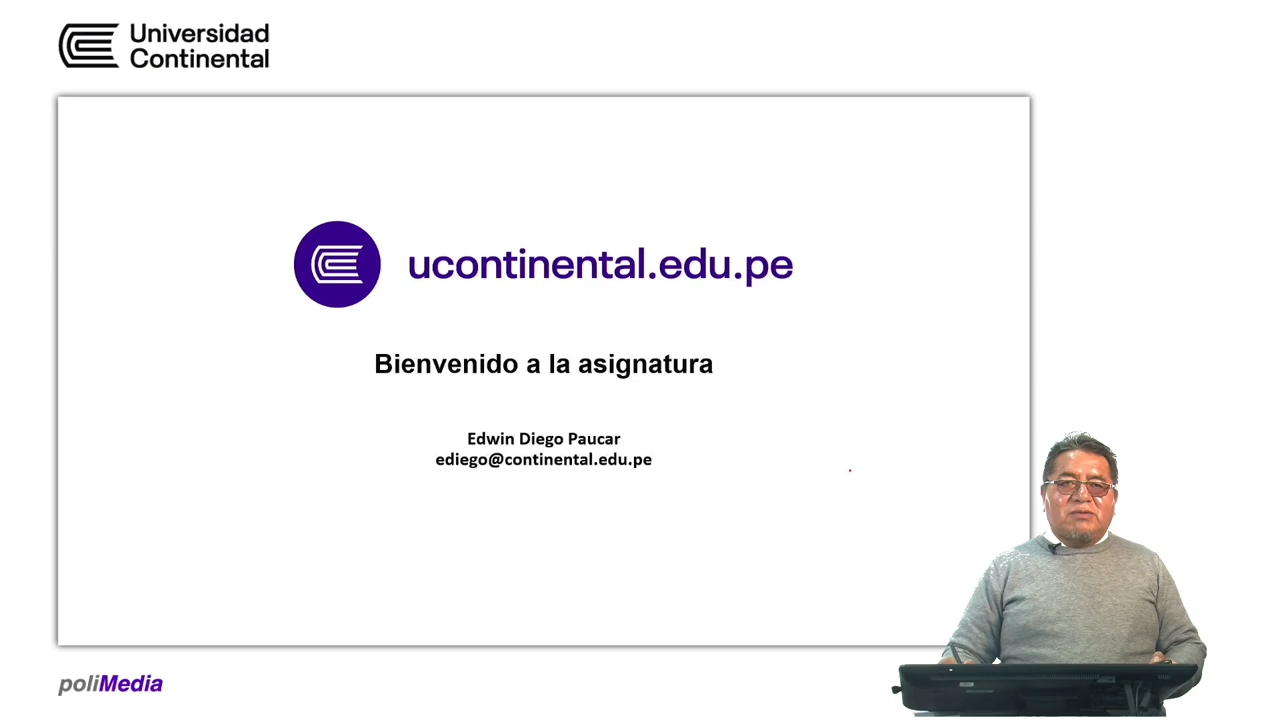 Universidad
Continental
ucontinental.edu.pe
Bienvenido a la asignatura
Edwin Diego Paucar
ediego@continental.edu.pe
poliMedia